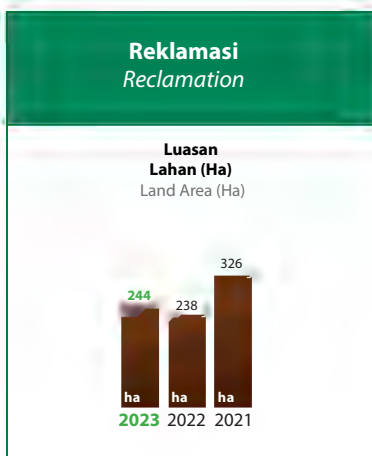 Reklamasi
Reclamation
Luasan
Lahan (Ha)
Land Area (Ha)
244
238
326
ha
ha
ha
2023
2022
2021